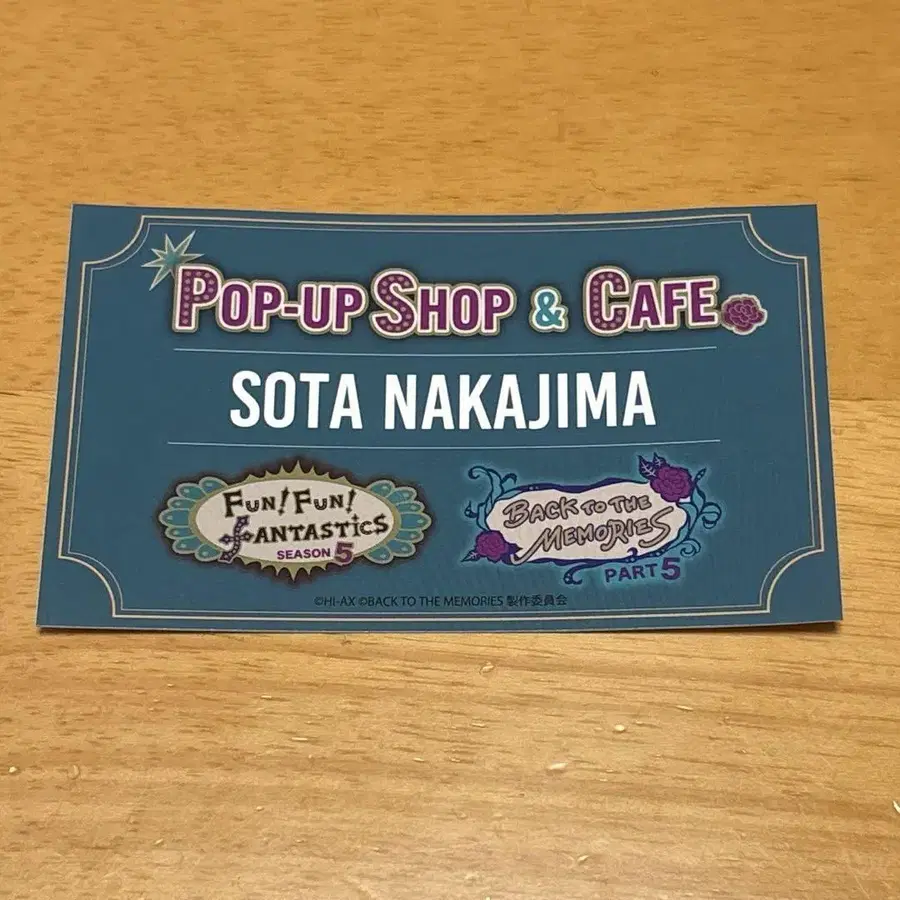 POP-UP SHOP & CAFE
SOTA NAKAJIMA
FUN! FUN!
FANTASTICS
SEASON 5
BACK TO THE
MEMORIES
PART 5
©HI-AX ©BACK TO THE MEMORIES 製作委員会